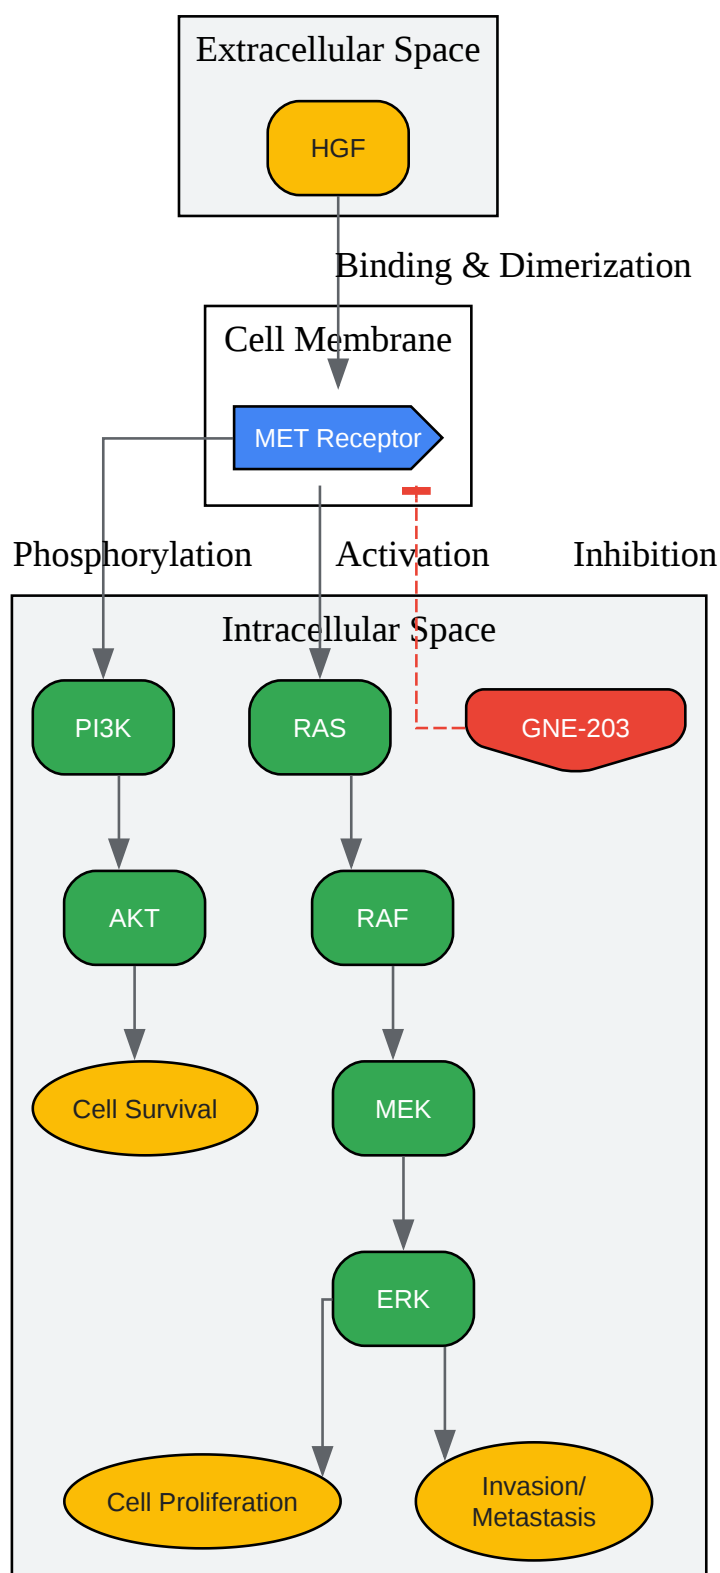 Extracellular Space
HGF
Binding & Dimerization
Cell Membrane
MET Receptor
Phosphorylation
Activation
Inhibition
Intracellular Space
PI3K
RAS
GNE-203
AKT
RAF
Cell Survival
MEK
ERK
Cell Proliferation
Invasion/
Metastasis